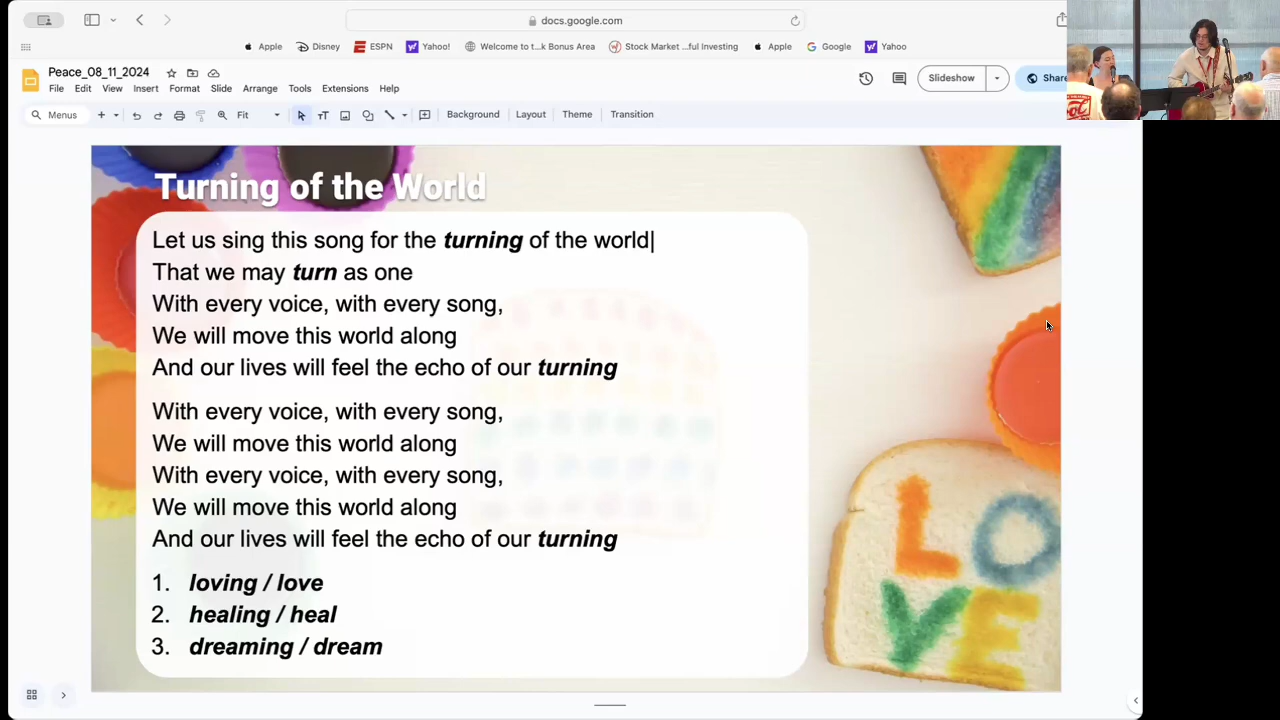 docs.google.com
Apple Disney ESPN Yahoo! Welcome to t...k Bonus Area Stock Market ...ful Investing Apple Google Yahoo
Peace_08_11_2024
Slideshow
Share
File Edit View Insert Format Slide Arrange Tools Extensions Help
Menus Fit Background Layout Theme Transition
Turning of the World
Let us sing this song for the turning of the world
That we may turn as one
With every voice, with every song,
We will move this world along
And our lives will feel the echo of our turning
With every voice, with every song,
We will move this world along
With every voice, with every song,
We will move this world along
And our lives will feel the echo of our turning
1. loving / love
2. healing / heal
3. dreaming / dream
LO
VE